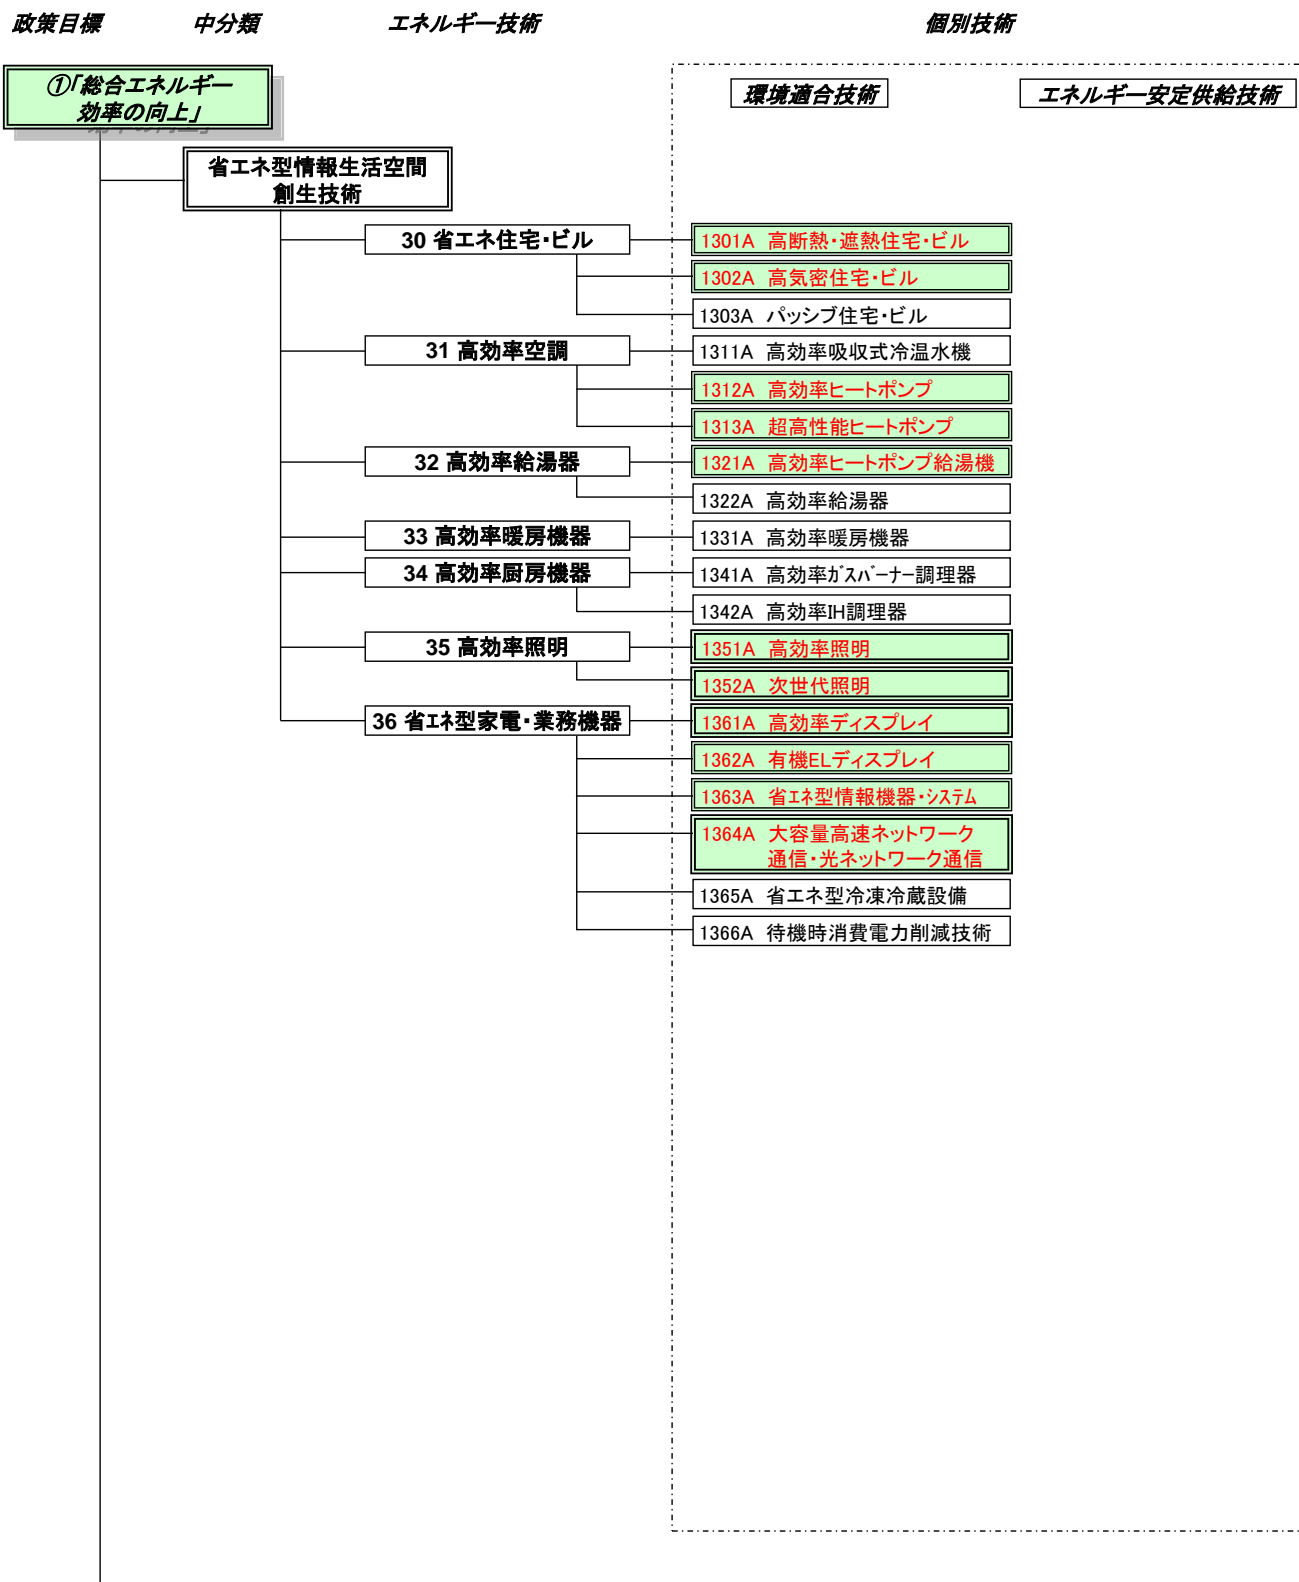 政策目標 中分類 エネルギー技術 個別技術
①「総合エネルギー
効率の向上」
環境適合技術 エネルギー安定供給技術
省エネ型情報生活空間
創生技術
30 省エネ住宅・ビル
1301A 高断熱・遮熱住宅・ビル
1302A 高気密住宅・ビル
1303A パッシブ住宅・ビル
31 高効率空調
1311A 高効率吸収式冷温水機
1312A 高効率ヒートポンプ
1313A 超高性能ヒートポンプ
32 高効率給湯器
1321A 高効率ヒートポンプ給湯機
1322A 高効率給湯器
33 高効率暖房機器
1331A 高効率暖房機器
34 高効率厨房機器
1341A 高効率ｶﾞｽﾊﾞｰﾅｰ調理器
1342A 高効率IH調理器
35 高効率照明
1351A 高効率照明
1352A 次世代照明
36 省ｴﾈ型家電・業務機器
1361A 高効率ディスプレイ
1362A 有機ELディスプレイ
1363A 省ｴﾈ型情報機器・ｼｽﾃﾑ
1364A 大容量高速ネットワーク
通信・光ネットワーク通信
1365A 省エネ型冷凍冷蔵設備
1366A 待機時消費電力削減技術